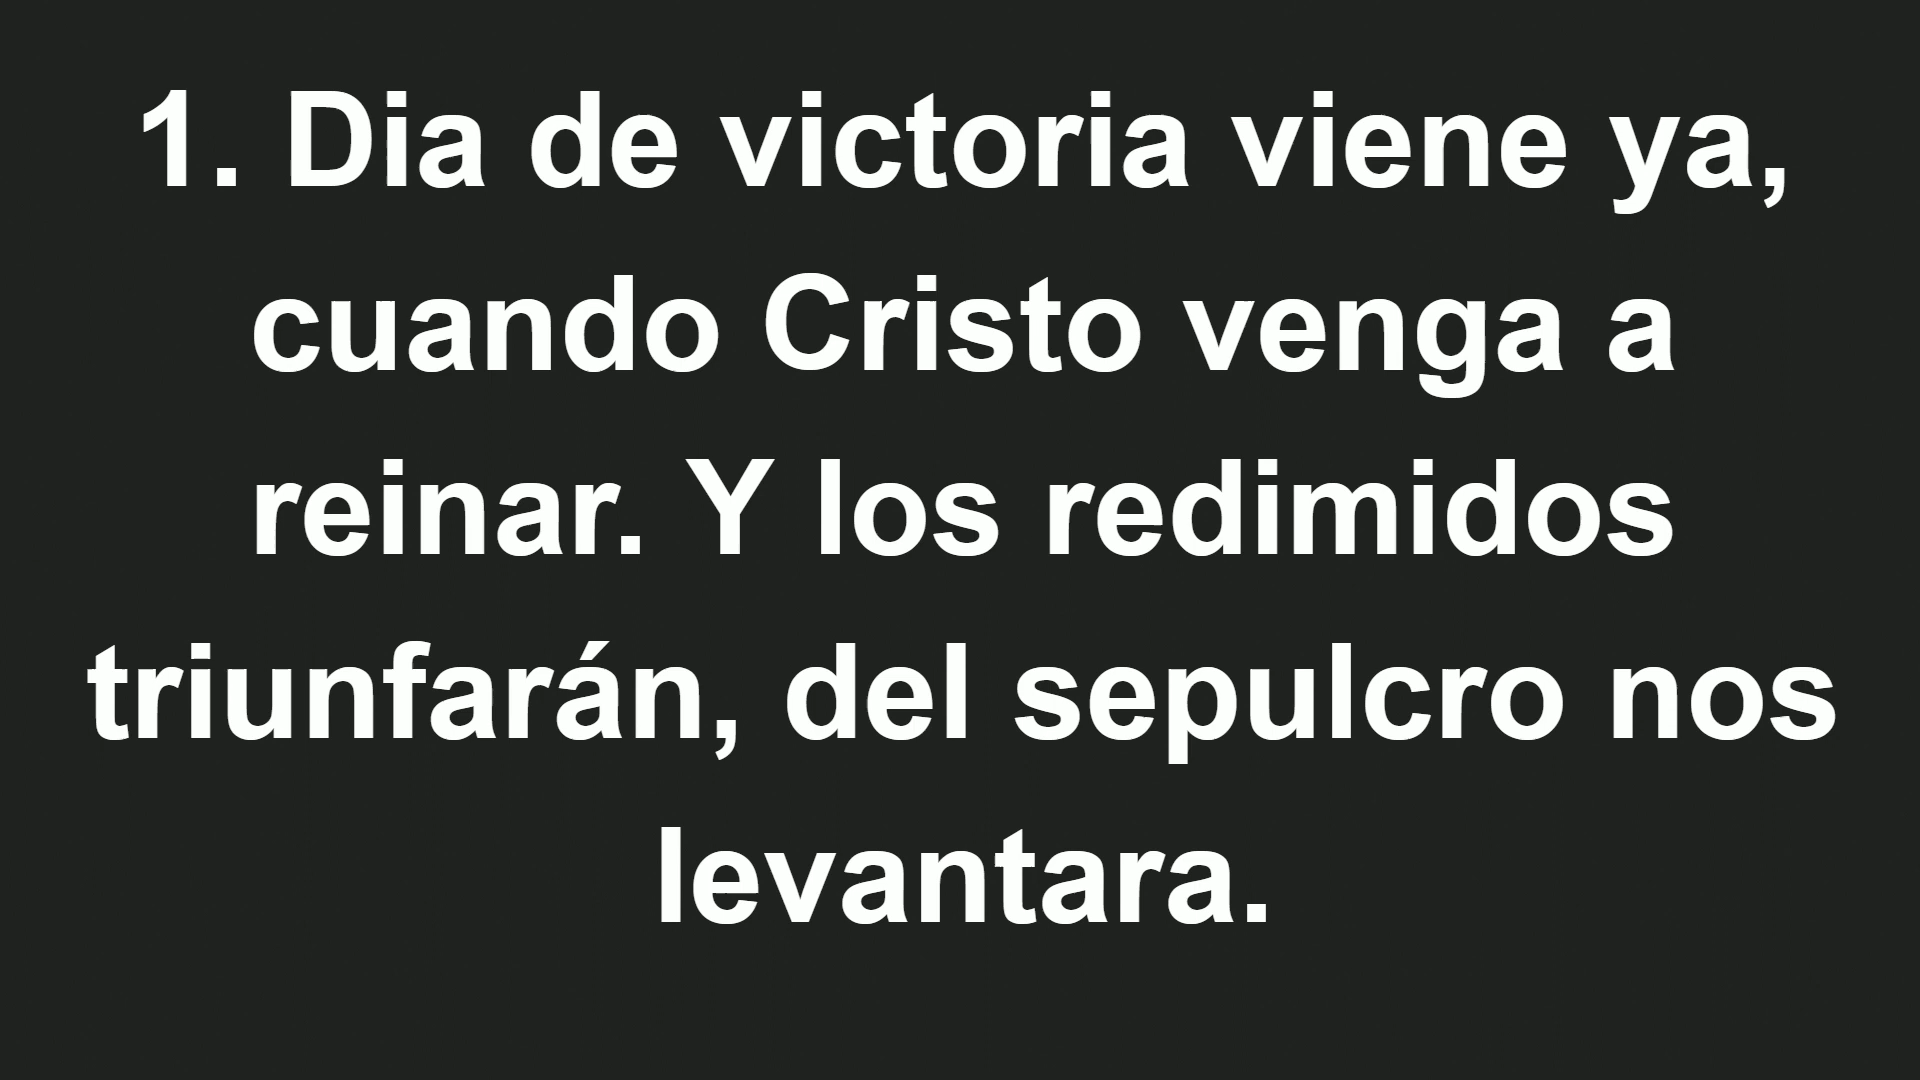 1. Dia de victoria viene ya,
cuando Cristo venga a
reinar. Y los redimidos
triunfarán, del sepulcro nos
levantara.